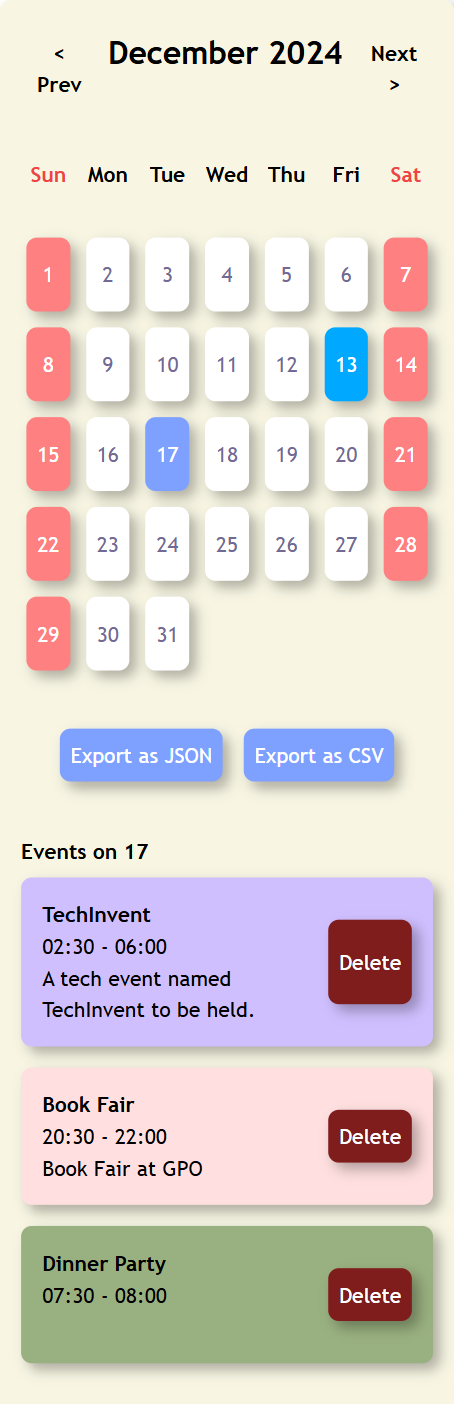 < December 2024 Next
Prev >
Sun Mon Tue Wed Thu Fri Sat
1 2 3 4 5 6 7
8 9 10 11 12 13 14
15 16 17 18 19 20 21
22 23 24 25 26 27 28
29 30 31
Export as JSON Export as CSV
Events on 17
TechInvent
02:30 - 06:00
A tech event named
TechInvent to be held.
Delete
Book Fair
20:30 - 22:00
Book Fair at GPO
Delete
Dinner Party
07:30 - 08:00
Delete